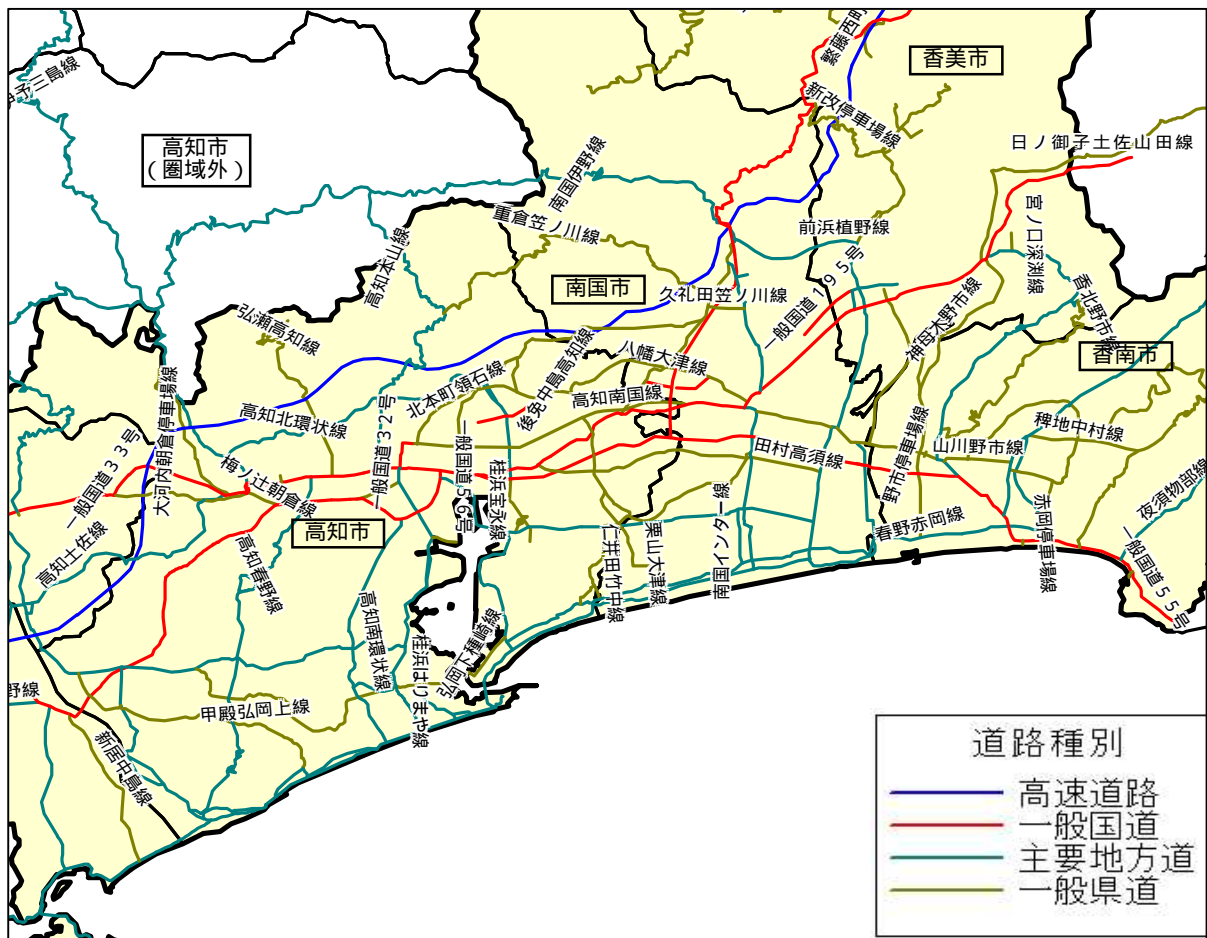 繁藤西町
香美市
伊予三島線
新改停車場線
高知市
(圏域外)
日ノ御子土佐山田線
南国伊野線
重倉笠ノ川線
前浜植野線
宮ノ口深渕線
高知本山線
南国市
久礼田笠ノ川線
一般国道195号
香北野市線
神母木野市線
弘瀬高知線
後免中島高知線
八幡大津線
香南市
北本町領石線
高知南国線
大河内朝倉停車場線
高知北環状線
一般国道32号
稗地中村線
一般国道33号
梅ノ辻朝倉線
一般国道56号
桂浜宝永線
田村高須線
野市停車場線
山川野市線
夜須物部線
高知市
高知土佐線
高知春野線
仁井田竹中線
栗山大津線
南国インター線
春野赤岡線
赤岡停車場線
一般国道55号
高知南環状線
桂浜はりまや線
弘岡下種崎線
野線
甲殿弘岡上線
新居中島線
道路種別
高速道路
一般国道
主要地方道
一般県道